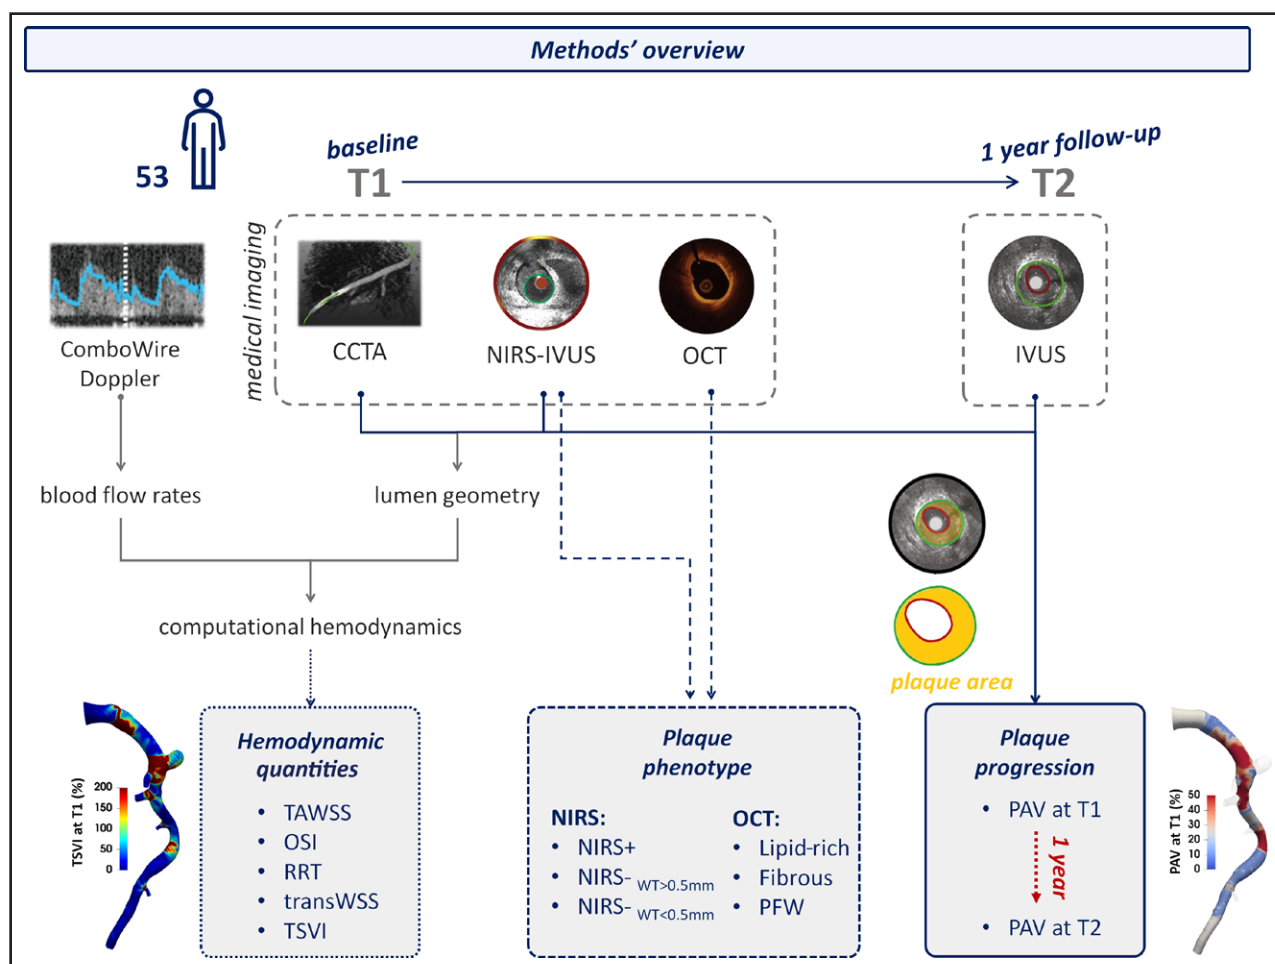 Methods' overview
53
baseline
T1
1 year follow-up
T2
medical imaging
ComboWire
Doppler
CCTA
NIRS-IVUS
OCT
IVUS
blood flow rates
lumen geometry
computational hemodynamics
plaque area
TSVI at T1 (%)
200
150
100
50
0
Hemodynamic
quantities
• TAWSS
• OSI
• RRT
• transWSS
• TSVI
Plaque
phenotype
NIRS:
• NIRS+
• NIRS- WT>0.5mm
• NIRS- WT<0.5mm
OCT:
• Lipid-rich
• Fibrous
• PFW
Plaque
progression
• PAV at T1
1 year
• PAV at T2
PAV at T1 (%)
50
40
30
20
10
0